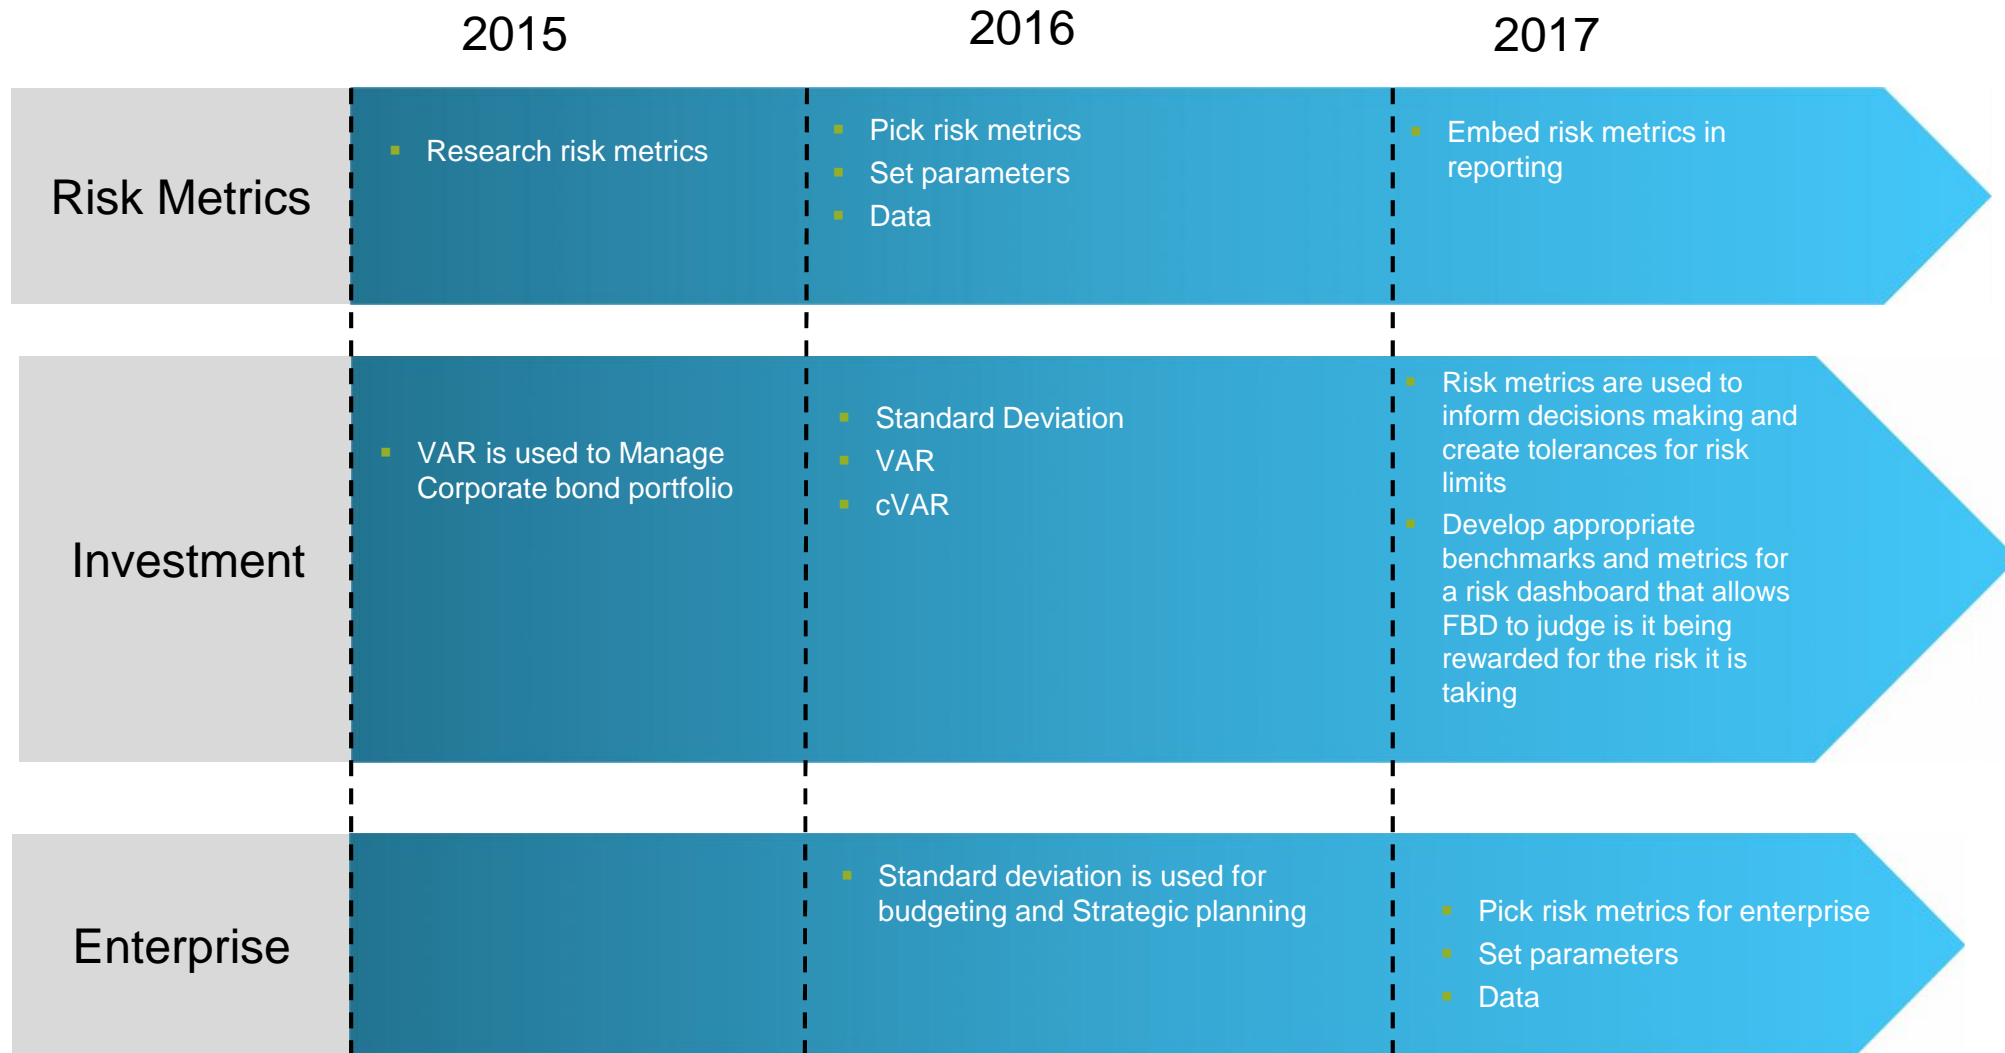 2015
2016
2017
Risk Metrics
Research risk metrics
Pick risk metrics
Set parameters
Data
Embed risk metrics in
reporting
Investment
VAR is used to Manage
Corporate bond portfolio
Standard Deviation
VAR
cVAR
Risk metrics are used to
inform decisions making and
create tolerances for risk
limits
Develop appropriate
benchmarks and metrics for
a risk dashboard that allows
FBD to judge is it being
rewarded for the risk it is
taking
Enterprise
Standard deviation is used for
budgeting and Strategic planning
Pick risk metrics for enterprise
Set parameters
Data